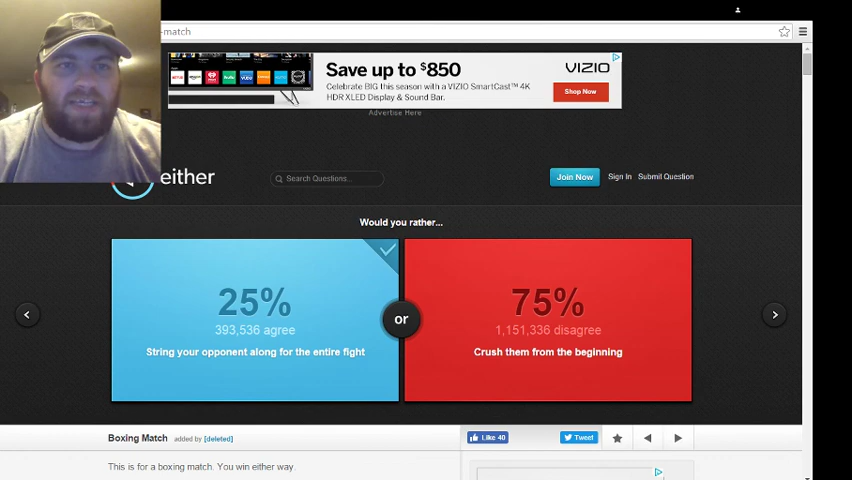 -match
Save up to $850
VIZIO
Celebrate BIG this season with a VIZIO SmartCast™ 4K
HDR XLED Display & Sound Bar.
Shop Now
Advertise Here
either
Search Questions...
Join Now
Sign In
Submit Question
Would you rather...
25%
393,536 agree
String your opponent along for the entire fight
or
75%
1,151,336 disagree
Crush them from the beginning
Boxing Match added by [deleted]
Like 40
Tweet
This is for a boxing match. You win either way.